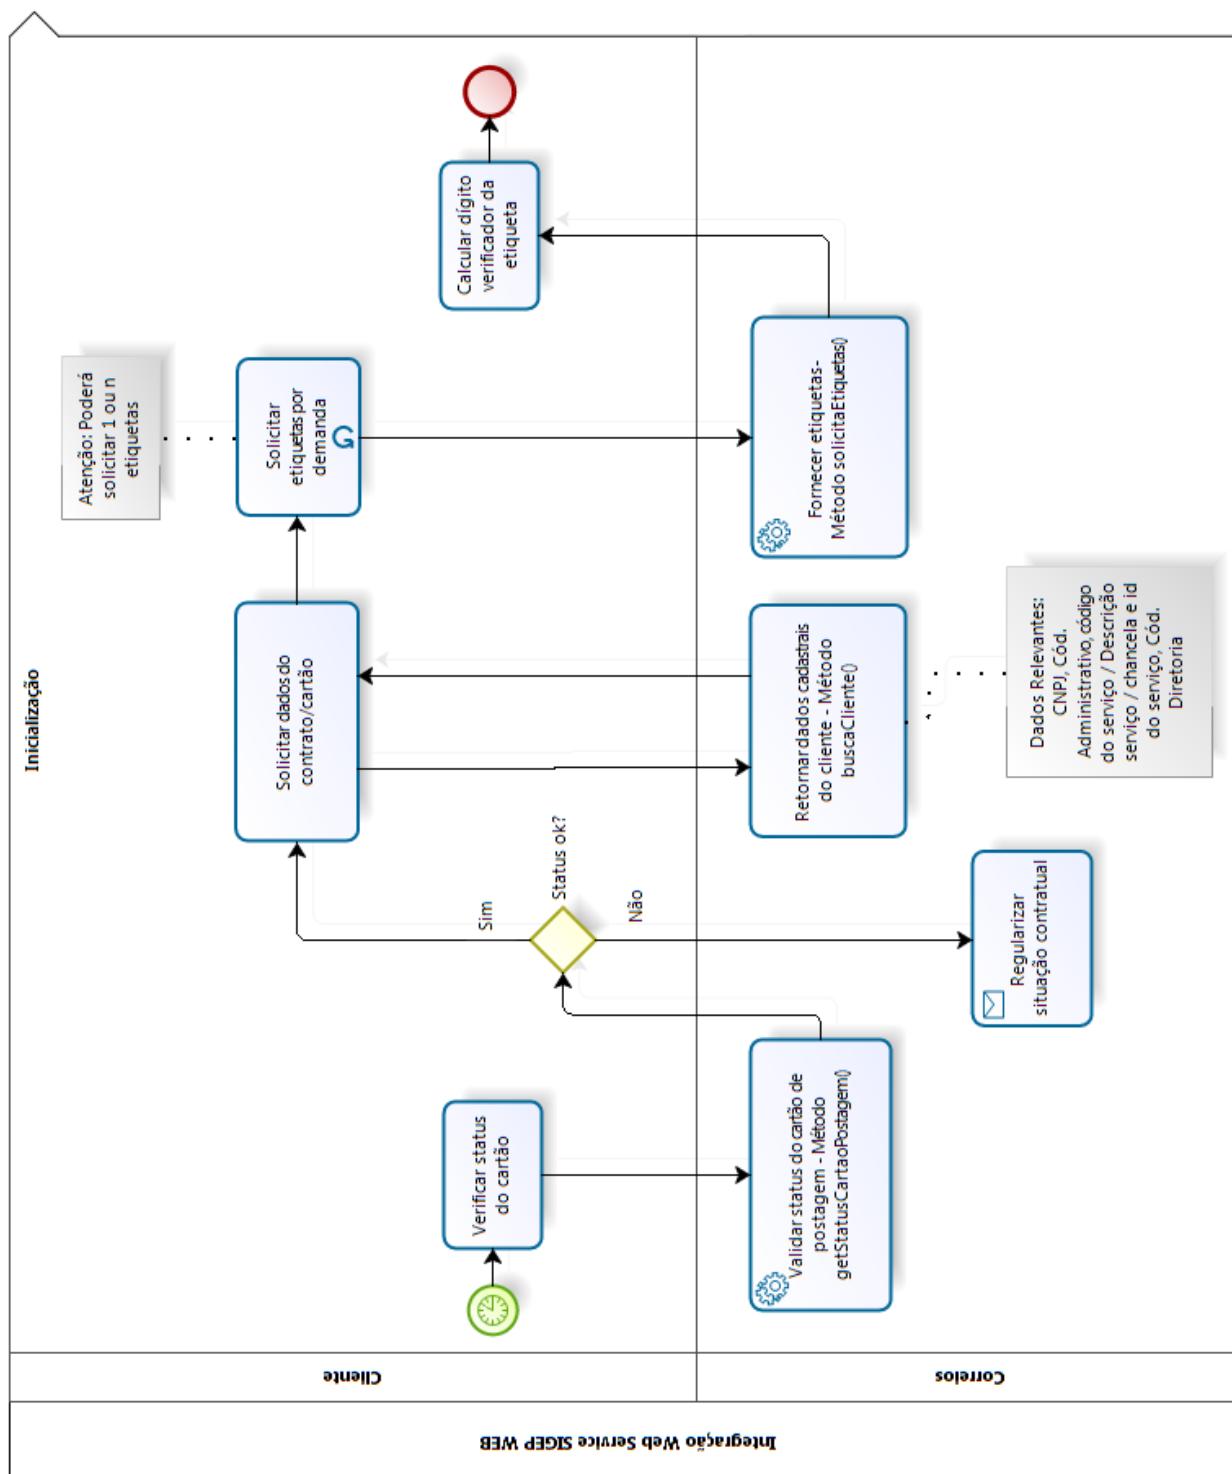 Integração Web Service SIGEP WEB
Inicialização
Cliente
Verificar status
do cartão
Sim
Status ok?
Não
Solicitar dados do
contrato/cartão
Solicitar
etiquetas por
demanda
Atenção: Poderá
solicitar 1 ou n
etiquetas
Calcular dígito
verificador da
etiqueta
Correios
Validar status do cartão de
postagem - Método
getStatusCartaoPostagem()
Regularizar
situação contratual
Retornar dados cadastrais
do cliente - Método
buscaCliente()
Dados Relevantes:
CNPJ, Cód.
Administrativo, código
do serviço / Descrição
serviço / chancela e id
do serviço, Cód.
Diretoria
Fornecer etiquetas-
Método solicitaEtiquetas()